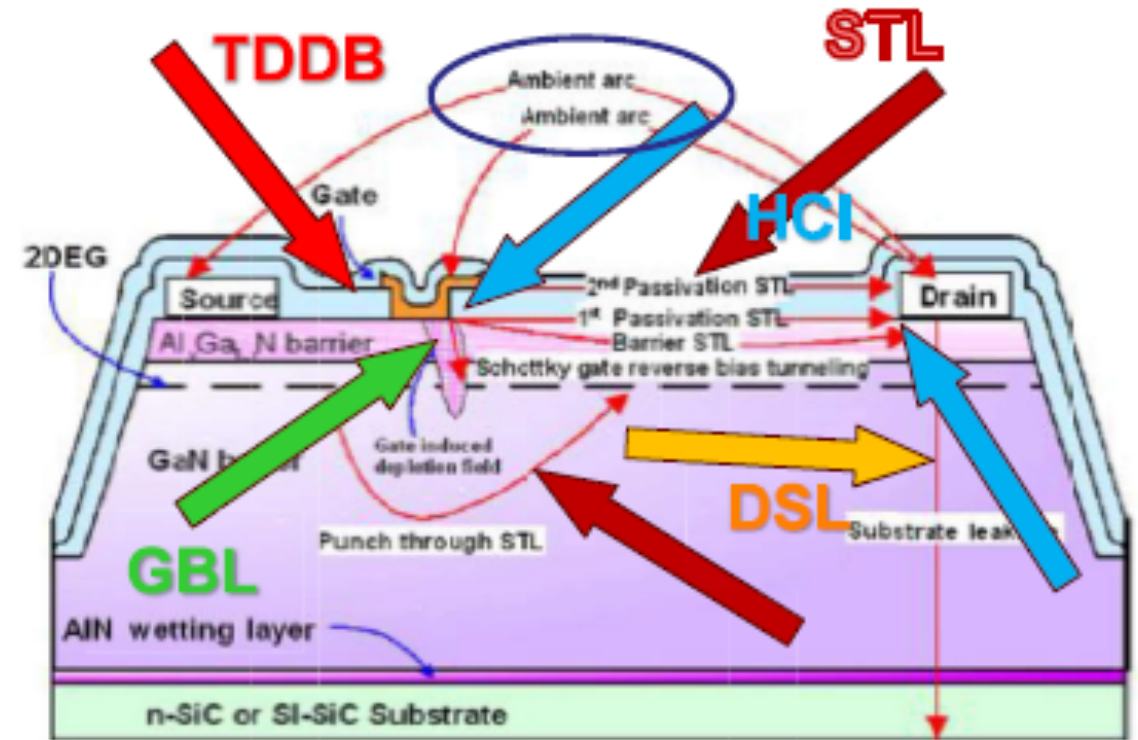 TDDB
STL
Ambient arc
Ambient arc
Gate
HCI
2DEG
2nd Passivation STL
Source
Drain
1st Passivation STL
Barrier STL
N barrier
Schottky gate reverse bias tunneling
Gate induced
depletion field
GaN
DSL
Substrate
Punch through STL
GBL
AlN wetting layer
n-SiC or SI-SiC Substrate